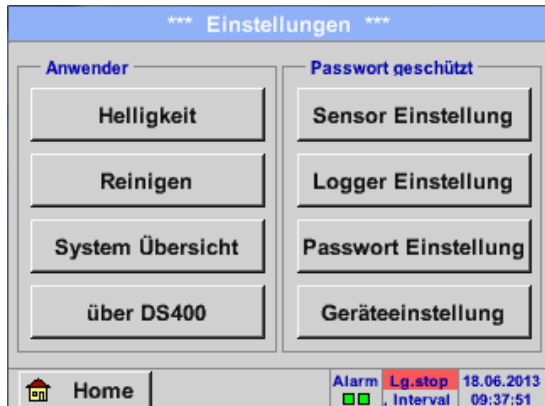 *** Einstellungen ***
Anwender
Helligkeit
Reinigen
System Übersicht
über DS400
Passwort geschützt
Sensor Einstellung
Logger Einstellung
Passwort Einstellung
Geräteeinstellung
Home
Alarm
Lg.stop
. Interval
18.06.2013
09:37:51